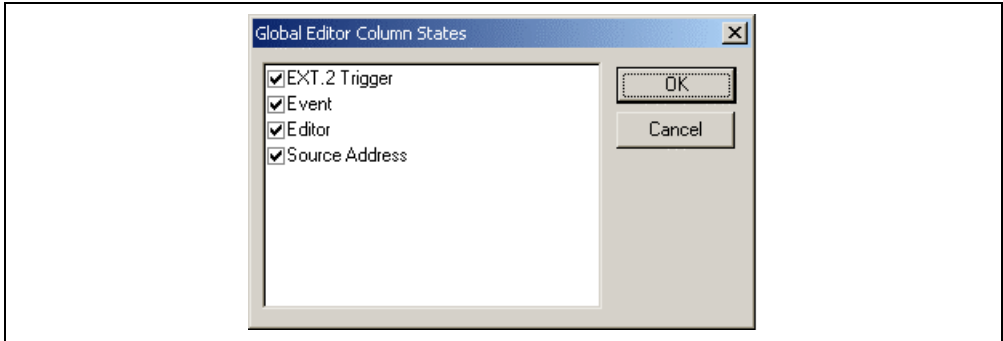 Global Editor Column States
EXT.2 Trigger
Event
Editor
Source Address
OK
Cancel